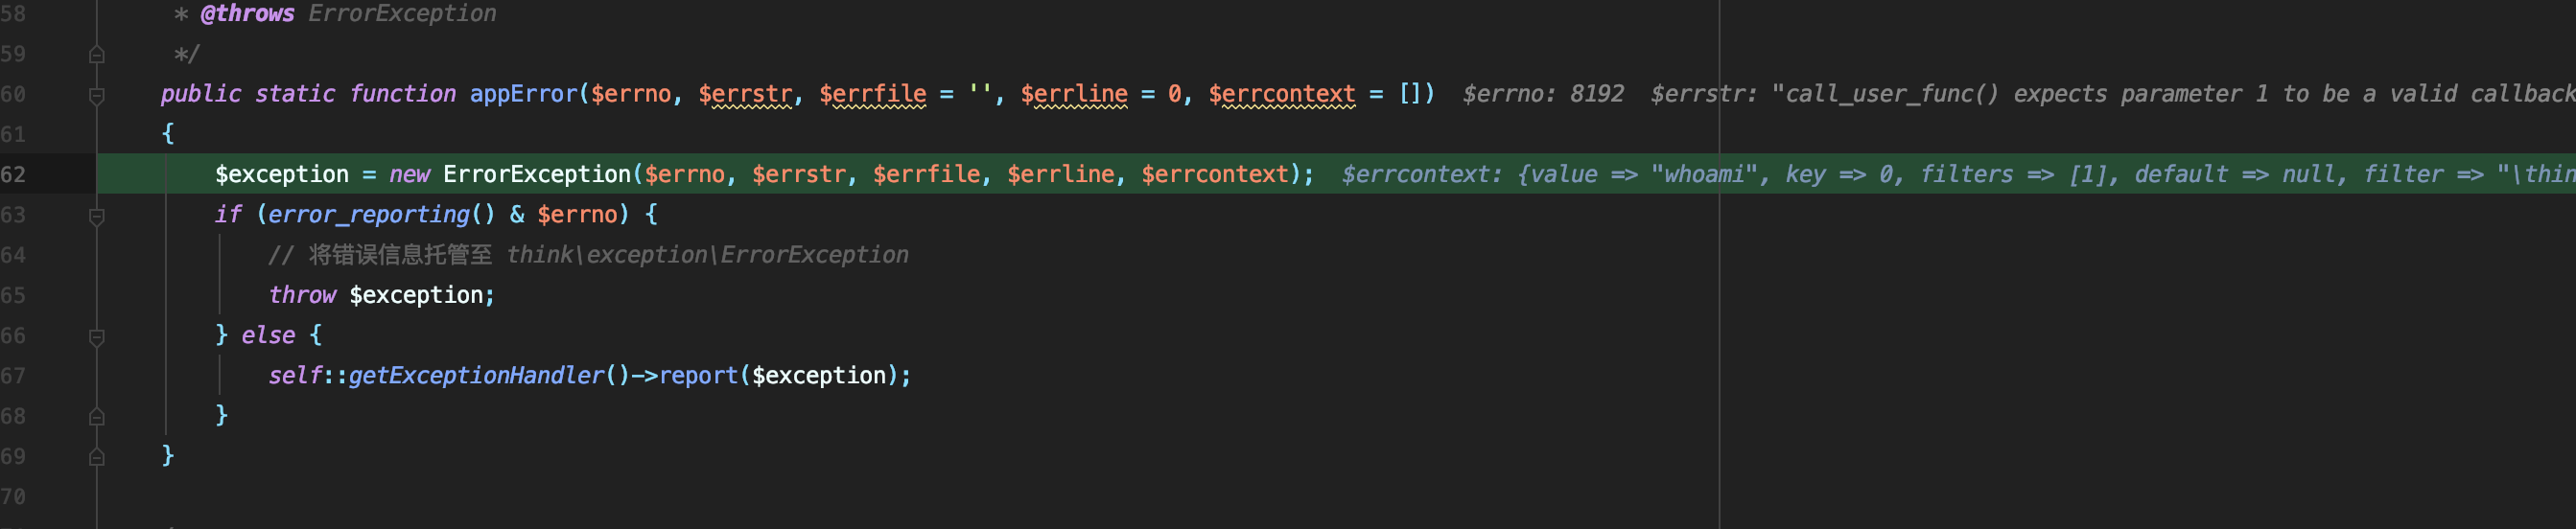 58 * @throws ErrorException
59 */
60 public static function appError($errno, $errstr, $errfile = '', $errline = 0, $errcontext = []) $errno: 8192 $errstr: "call_user_func() expects parameter 1 to be a valid callback
61 {
62 $exception = new ErrorException($errno, $errstr, $errfile, $errline, $errcontext); $errcontext: {value => "whoami", key => 0, filters => [1], default => null, filter => "\thin
63 if (error_reporting() & $errno) {
64 // 将错误信息托管至 think\exception\ErrorException
65 throw $exception;
66 } else {
67 self::getExceptionHandler()->report($exception);
68 }
69 }
70